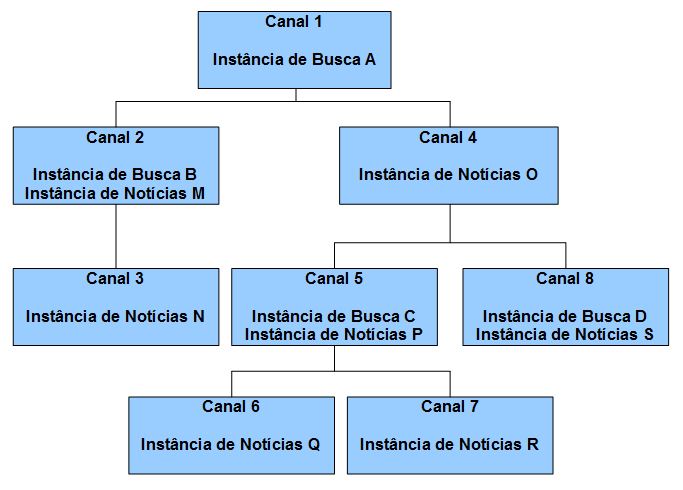 Canal 1
Instância de Busca A
Canal 2
Instância de Busca B
Instância de Notícias M
Canal 4
Instância de Notícias O
Canal 3
Instância de Notícias N
Canal 5
Instância de Busca C
Instância de Notícias P
Canal 8
Instância de Busca D
Instância de Notícias S
Canal 6
Instância de Notícias Q
Canal 7
Instância de Notícias R